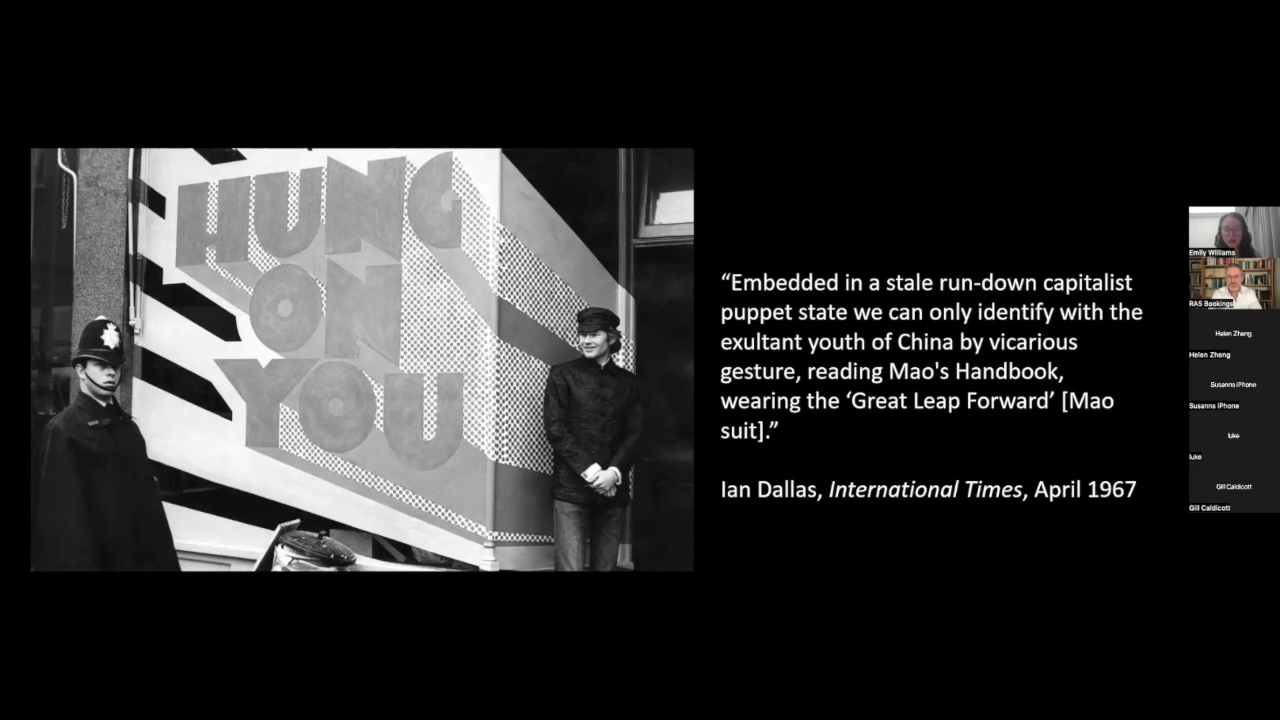 HUNG
ON
YOU
“Embedded in a stale run-down capitalist
puppet state we can only identify with the
exultant youth of China by vicarious
gesture, reading Mao's Handbook,
wearing the ‘Great Leap Forward’ [Mao
suit].”
Ian Dallas, International Times, April 1967
Emily Williams
RAS Bookings
Helen Zheng
Helen Zheng
Susanns iPhone
Susanns iPhone
luke
luke
Gill Caldicott
Gill Caldicott